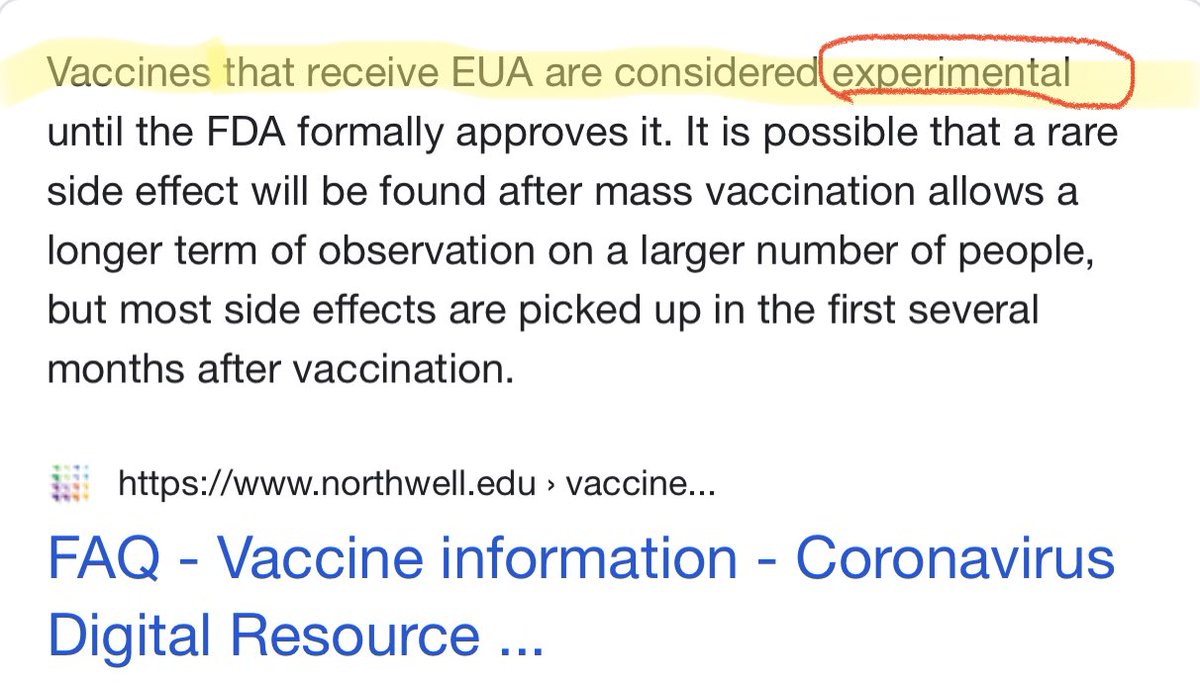 Vaccines that receive EUA are considered experimental
until the FDA formally approves it. It is possible that a rare
side effect will be found after mass vaccination allows a
longer term of observation on a larger number of people,
but most side effects are picked up in the first several
months after vaccination.
https://www.northwell.edu › vaccine...
FAQ - Vaccine information - Coronavirus
Digital Resource ...